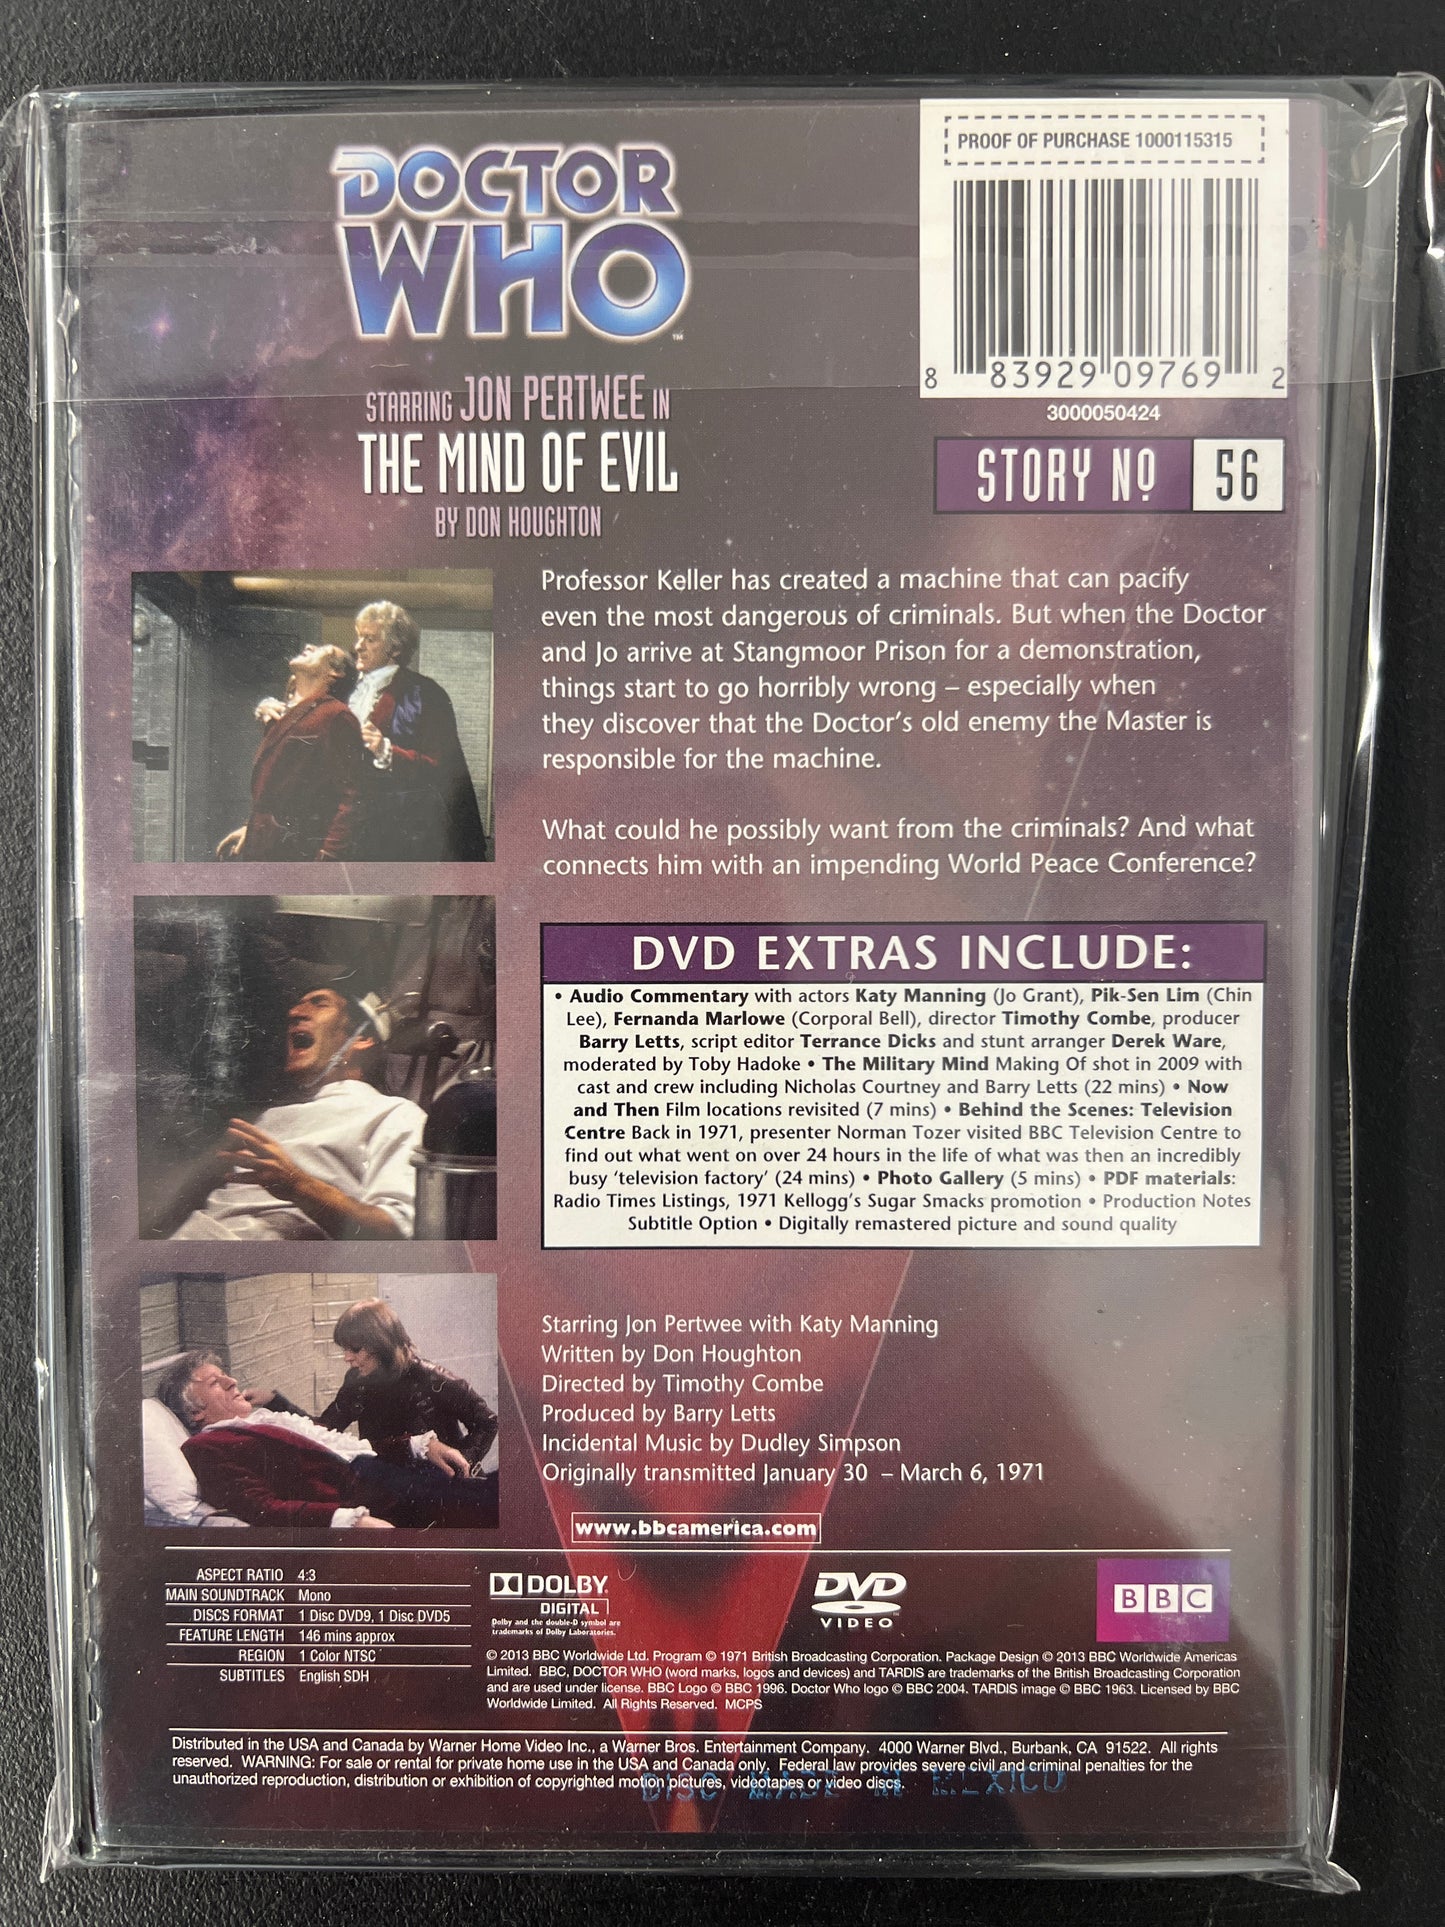 DOCTOR
WHO
™
STARRING JON PERTWEE IN
THE MIND OF EVIL
BY DON HOUGHTON
PROOF OF PURCHASE 1000115315
8 83929 09769 2
3000050424
STORY Nº 56
Professor Keller has created a machine that can pacify
even the most dangerous of criminals. But when the Doctor
and Jo arrive at Stangmoor Prison for a demonstration,
things start to go horribly wrong – especially when
they discover that the Doctor's old enemy the Master is
responsible for the machine.
What could he possibly want from the criminals? And what
connects him with an impending World Peace Conference?
DVD EXTRAS INCLUDE:
• Audio Commentary with actors Katy Manning (Jo Grant), Pik-Sen Lim (Chin
Lee), Fernanda Marlowe (Corporal Bell), director Timothy Combe, producer
Barry Letts, script editor Terrance Dicks and stunt arranger Derek Ware,
moderated by Toby Hadoke • The Military Mind Making Of shot in 2009 with
cast and crew including Nicholas Courtney and Barry Letts (22 mins) • Now
and Then Film locations revisited (7 mins) • Behind the Scenes: Television
Centre Back in 1971, presenter Norman Tozer visited BBC Television Centre to
find out what went on over 24 hours in the life of what was then an incredibly
busy 'television factory' (24 mins) • Photo Gallery (5 mins) • PDF materials:
Radio Times Listings, 1971 Kellogg's Sugar Smacks promotion • Production Notes
Subtitle Option • Digitally remastered picture and sound quality
Starring Jon Pertwee with Katy Manning
Written by Don Houghton
Directed by Timothy Combe
Produced by Barry Letts
Incidental Music by Dudley Simpson
Originally transmitted January 30 – March 6, 1971
www.bbcamerica.com
ASPECT RATIO 4:3
MAIN SOUNDTRACK Mono
DISCS FORMAT 1 Disc DVD9, 1 Disc DVD5
FEATURE LENGTH 146 mins approx
REGION 1 Color NTSC
SUBTITLES English SDH
DOLBY
DIGITAL
Dolby and the double-D symbol are
trademarks of Dolby Laboratories.
DVD
VIDEO
BBC
© 2013 BBC Worldwide Ltd. Program © 1971 British Broadcasting Corporation. Package Design © 2013 BBC Worldwide Americas
Limited. BBC, DOCTOR WHO (word marks, logos and devices) and TARDIS are trademarks of the British Broadcasting Corporation
and are used under license. BBC Logo © BBC 1996. Doctor Who logo © BBC 2004. TARDIS image © BBC 1963. Licensed by BBC
Worldwide Limited. All Rights Reserved. MCPS
Distributed in the USA and Canada by Warner Home Video Inc., a Warner Bros. Entertainment Company. 4000 Warner Blvd., Burbank, CA 91522. All rights
reserved. WARNING: For sale or rental for private home use in the USA and Canada only. Federal law provides severe civil and criminal penalties for the
unauthorized reproduction, distribution or exhibition of copyrighted motion pictures, videotapes or video discs.
DISC MADE IN MEXICO